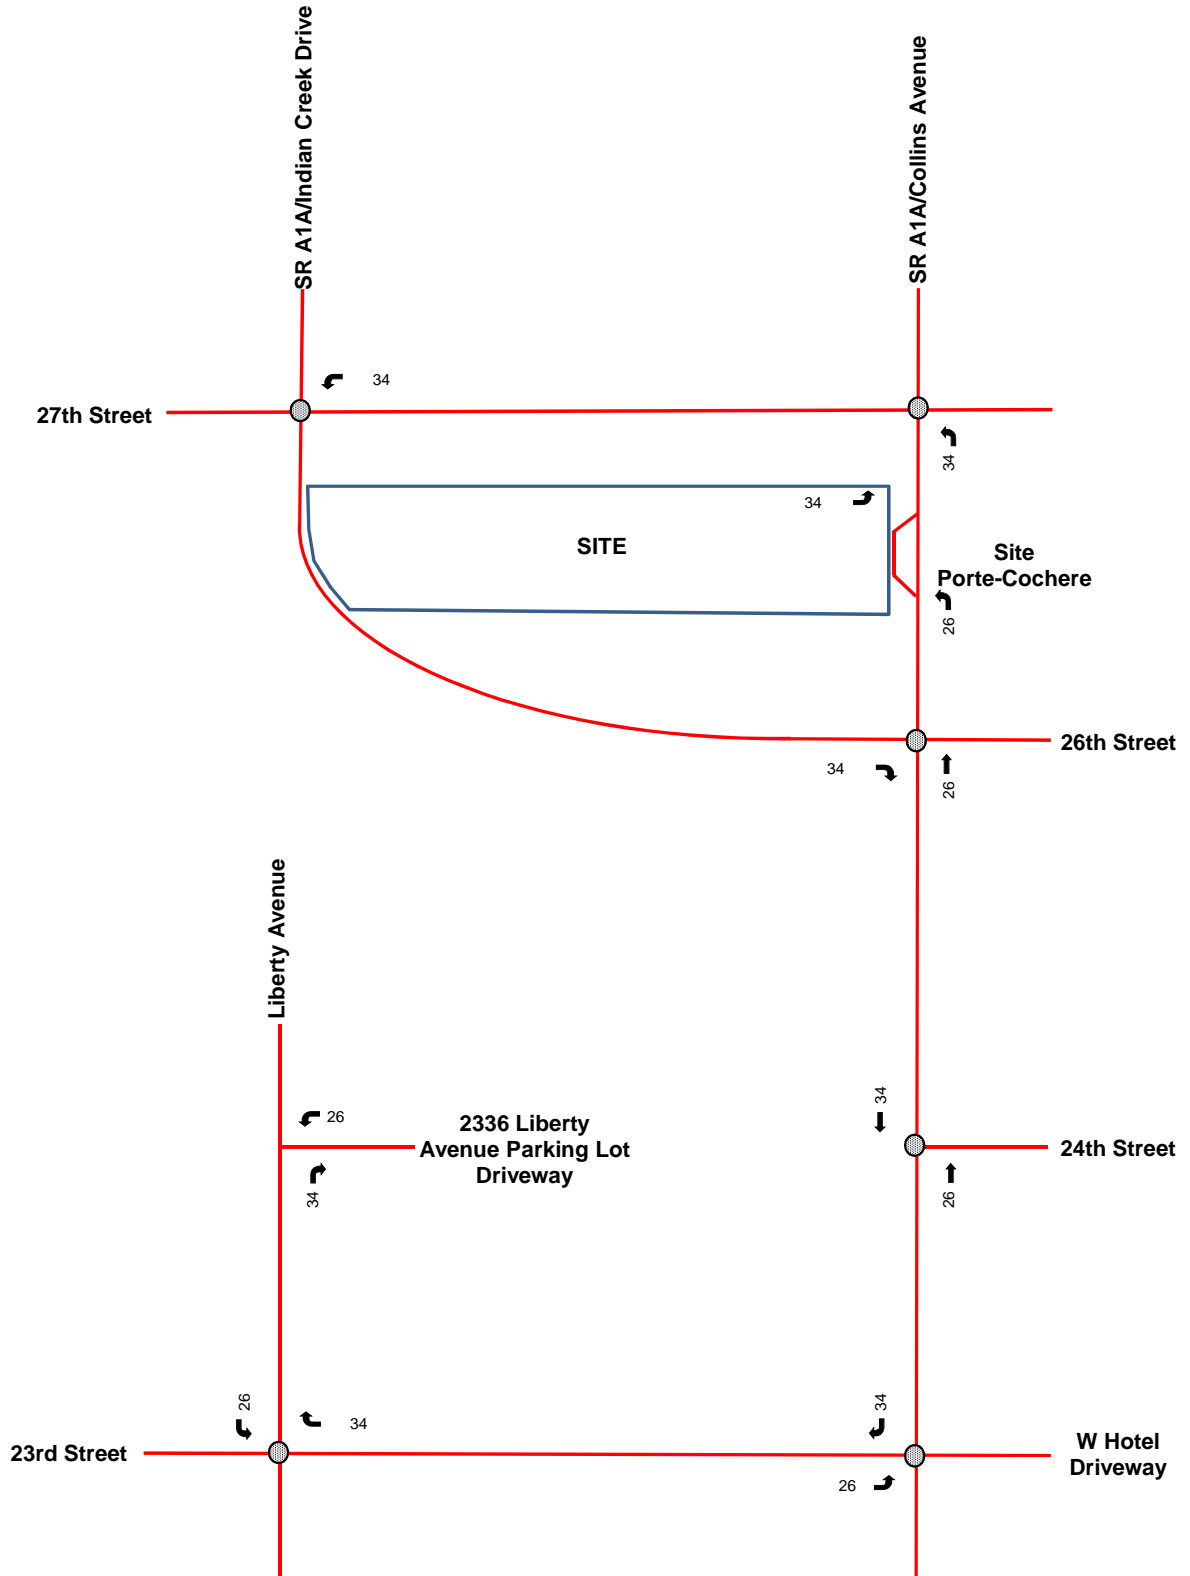 SR A1A/Indian Creek Drive
SR A1A/Collins Avenue
34
27th Street
34
34
SITE
Site
Porte-Cochere
26
26th Street
34
26
Liberty Avenue
26
34
2336 Liberty
Avenue Parking Lot
Driveway
34
24th Street
26
26
34
34
23rd Street
W Hotel
Driveway
26